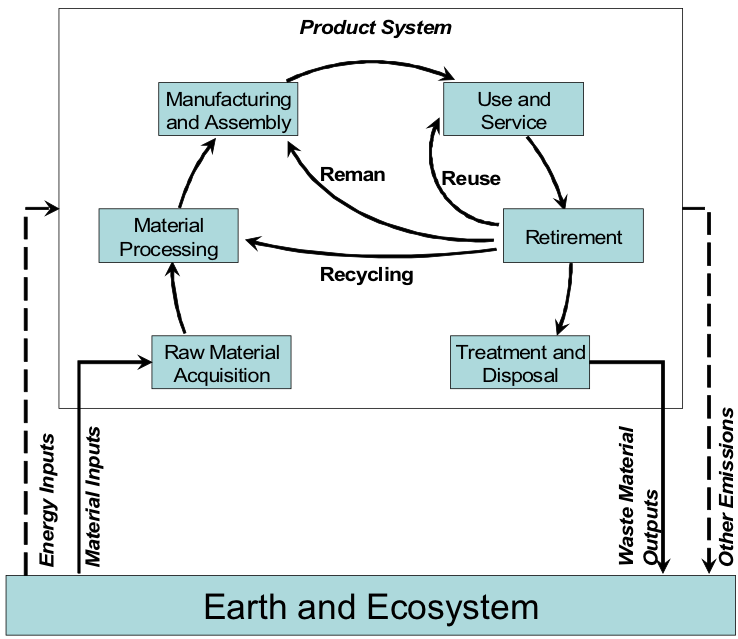 Product System
Manufacturing
and Assembly
Use and
Service
Reman
Reuse
Material
Processing
Retirement
Recycling
Raw Material
Acquisition
Treatment and
Disposal
Energy Inputs
Material Inputs
Waste Material
Outputs
Other Emissions
Earth and Ecosystem